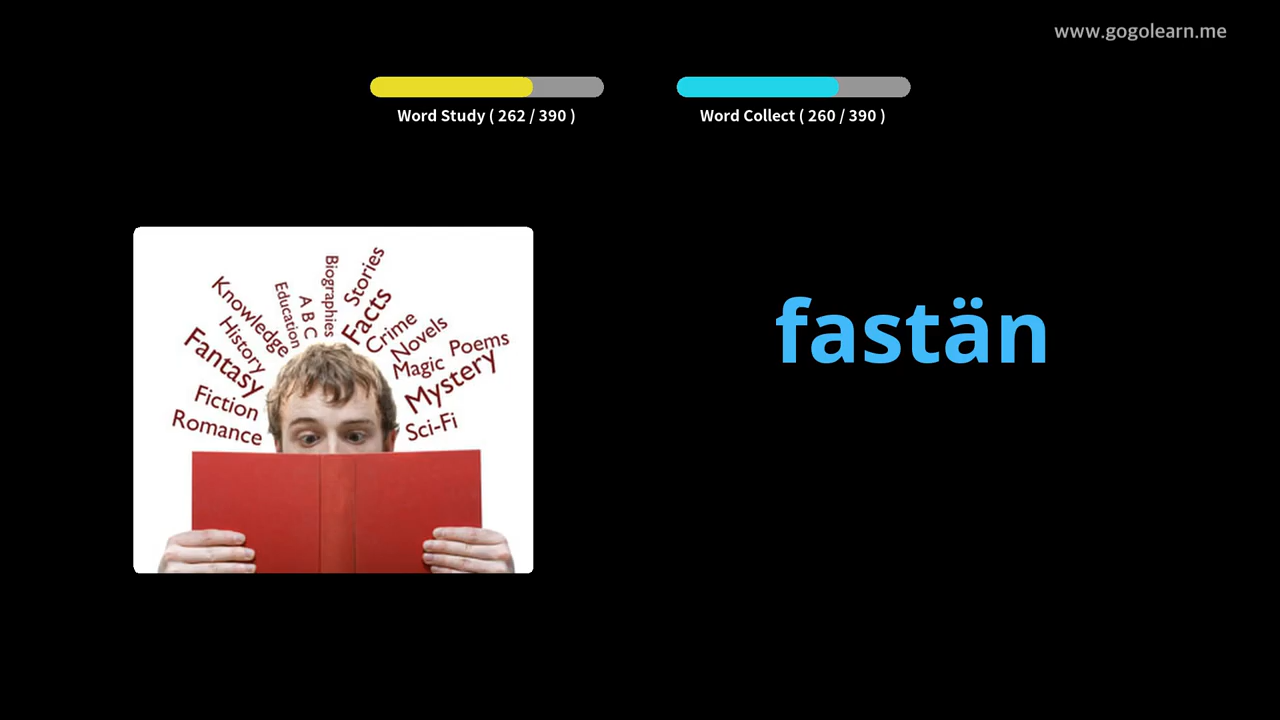 www.gogolearn.me
Word Study ( 262 / 390 )
Word Collect ( 260 / 390 )
Knowledge
Education
A B C
Biographies
Stories
Facts
History
Crime
Novels
Poems
Fantasy
Magic
Mystery
Fiction
Romance
Sci-Fi
fastän